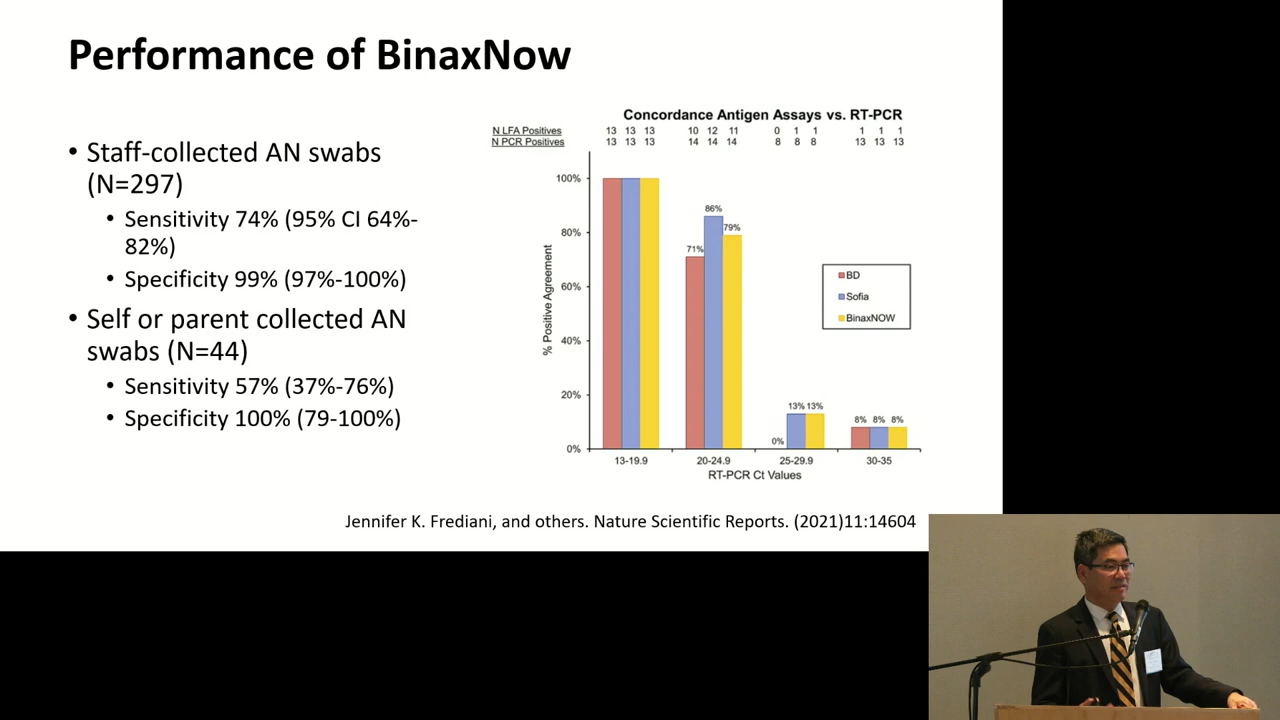 Performance of BinaxNow
• Staff-collected AN swabs
(N=297)
• Sensitivity 74% (95% CI 64%-
82%)
• Specificity 99% (97%-100%)
• Self or parent collected AN
swabs (N=44)
• Sensitivity 57% (37%-76%)
• Specificity 100% (79-100%)
Concordance Antigen Assays vs. RT-PCR
N LFA Positives 13 13 13 10 12 11 0 1 1 1 1 1
N PCR Positives 13 13 13 14 14 14 8 8 8 13 13 13
% Positive Agreement
100%
80%
60%
40%
20%
0%
71%
86%
79%
0%
13%
13%
8%
8%
8%
BD
Sofia
BinaxNOW
13-19.9
20-24.9
25-29.9
30-35
RT-PCR Ct Values
Jennifer K. Frediani, and others. Nature Scientific Reports. (2021)11:14604